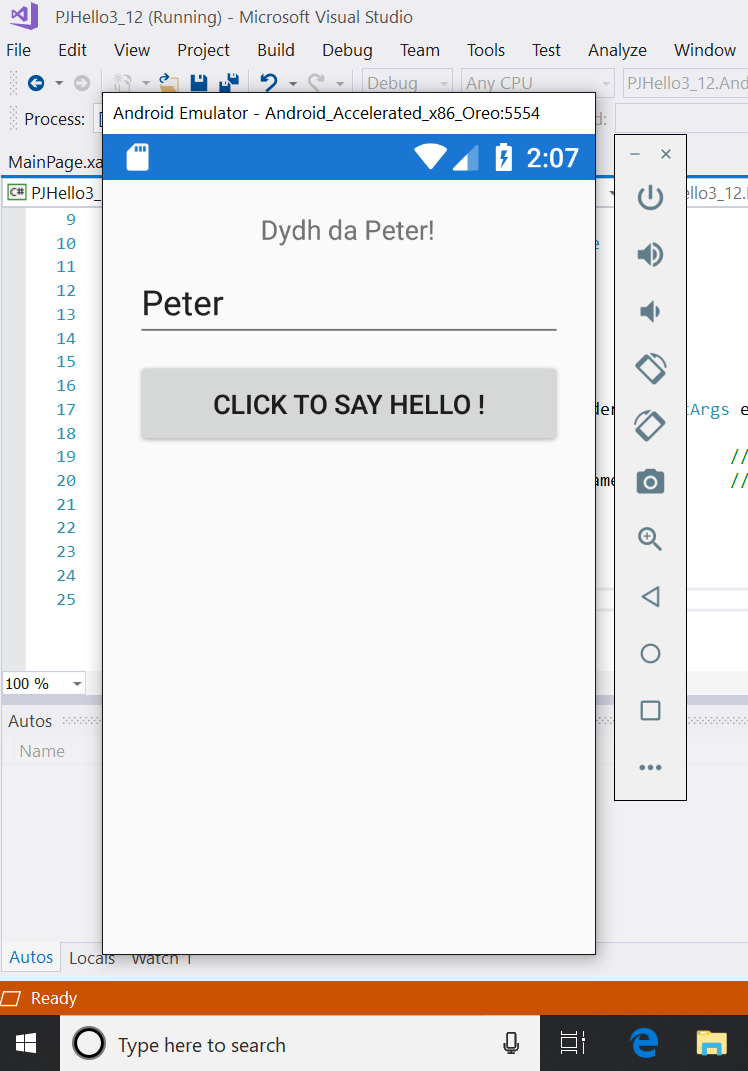 PJHello3_12 (Running) - Microsoft Visual Studio
File Edit View Project Build Debug Team Tools Test Analyze Window
Debug Any CPU PJHello3_12.And
Process:
Android Emulator - Android_Accelerated_x86_Oreo:5554
2:07
MainPage.xa
C# PJHello3_
ello3_12.
Dydh da Peter!
Peter
CLICK TO SAY HELLO !
9
10
11
12
13
14
15
16
17
18
19 //
20 //
21
22
23
24
25
100 %
Autos
Name
Autos Locals Watch 1
Ready
Type here to search